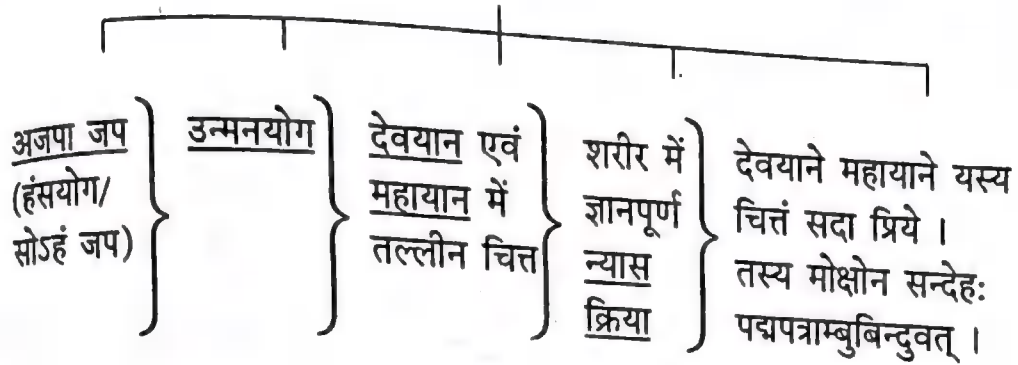 अजपा जप
(हंसयोग/
सोऽहं जप)
उन्मनयोग
देवयान एवं
महायान में
तल्लीन चित्त
शरीर में
ज्ञानपूर्ण
न्यास
क्रिया
देवयाने महायाने यस्य
चित्तं सदा प्रिये ।
तस्य मोक्षोन सन्देहः
पद्मपत्राम्बुबिन्दुवत् ।